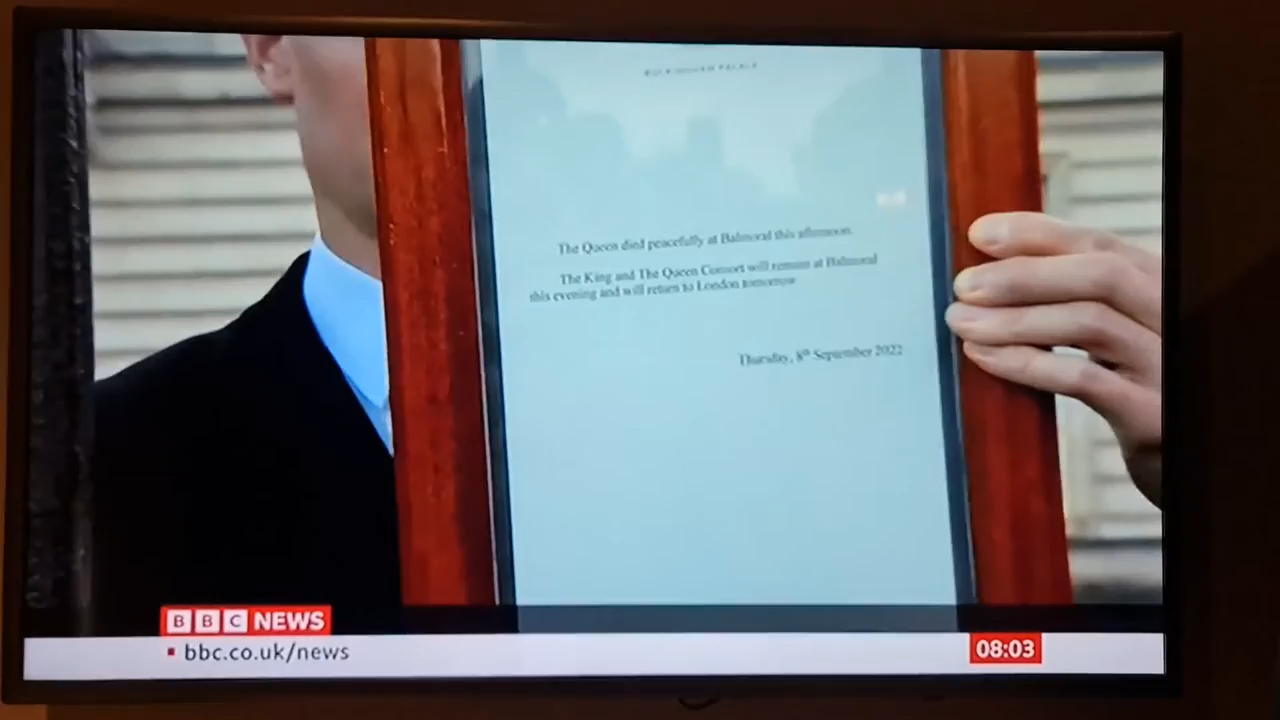 BUCKINGHAM PALACE
The Queen died peacefully at Balmoral this afternoon.
The King and The Queen Consort will remain at Balmoral
this evening and will return to London tomorrow
Thursday, 8th September 2022
BBC NEWS
bbc.co.uk/news
08:03